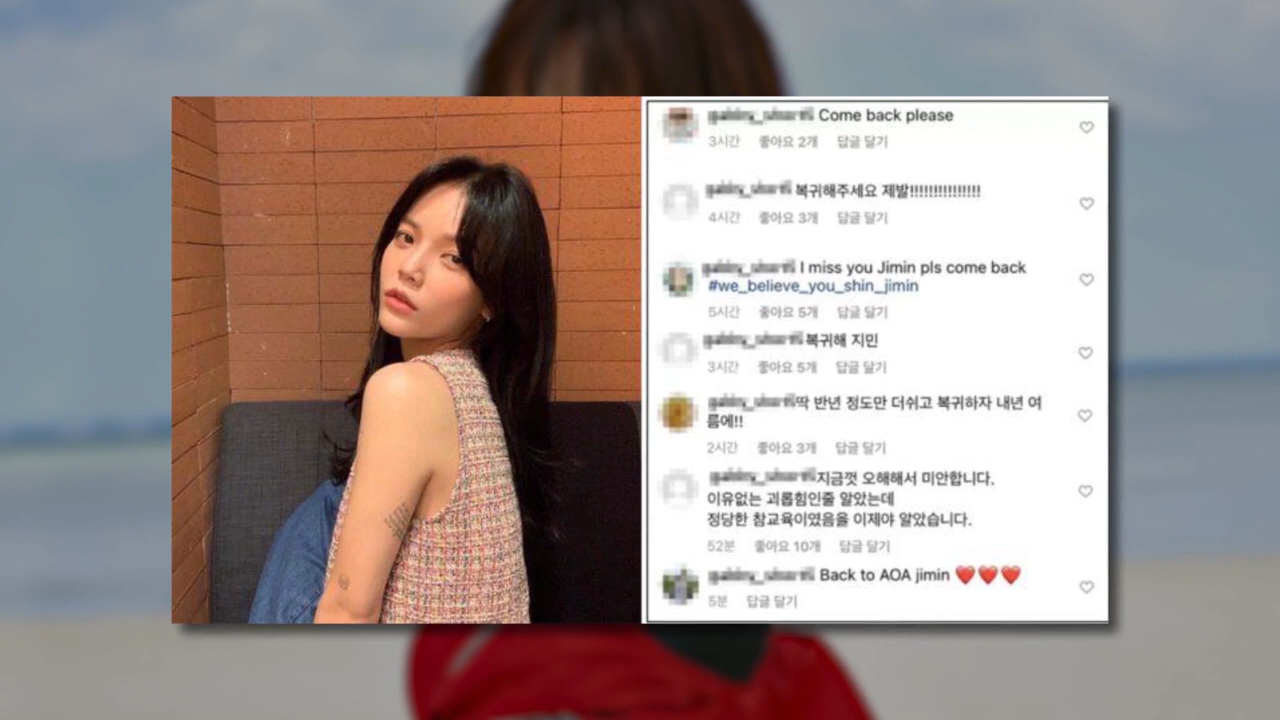 Come back please
3시간 좋아요 2개 답글 달기
복귀해주세요 제발!!!!!!!!!!!!!!!
4시간 좋아요 3개 답글 달기
I miss you Jimin pls come back
#we_believe_you_shin_jimin
5시간 좋아요 5개 답글 달기
복귀해 지민
3시간 좋아요 5개 답글 달기
딱 반년 정도만 더쉬고 복귀하자 내년 여
름에!!
2시간 좋아요 3개 답글 달기
지금껏 오해해서 미안합니다.
이유없는 괴롭힘인줄 알았는데
정당한 참교육이였음을 이제야 알았습니다.
52분 좋아요 10개 답글 달기
Back to AOA jimin ❤️❤️❤️
5분 답글 달기